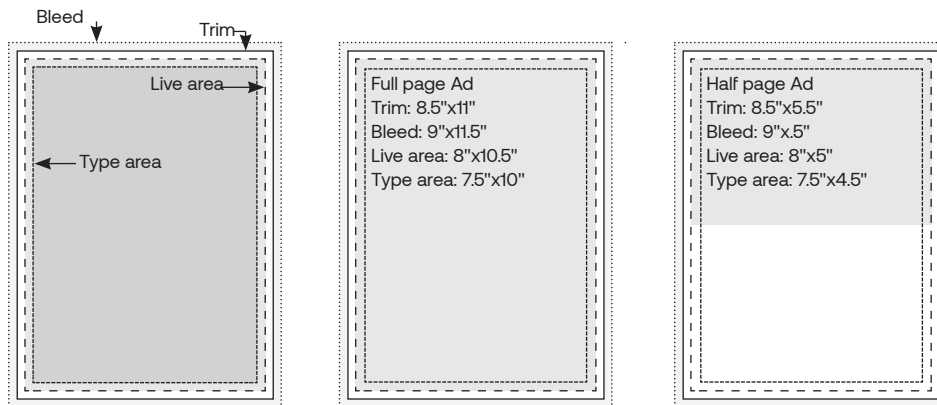 Bleed
Trim
Live area
Type area
Full page Ad
Trim: 8.5"x11"
Bleed: 9"x11.5"
Live area: 8"x10.5"
Type area: 7.5"x10"
Half page Ad
Trim: 8.5"x5.5"
Bleed: 9"x.5"
Live area: 8"x5"
Type area: 7.5"x4.5"